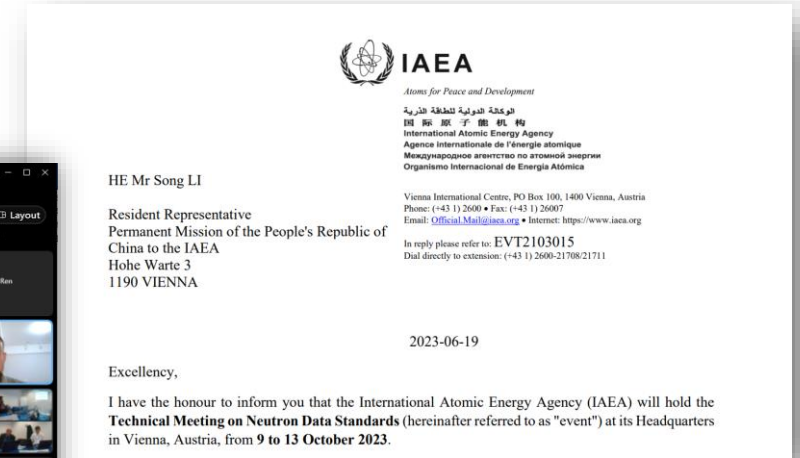 IAEA
Atoms for Peace and Development
الوكالة الدولية للطاقة الذرية
国际原子能机构
International Atomic Energy Agency
Agence internationale de l'énergie atomique
Международное агентство по атомной энергии
Organismo Internacional de Energía Atómica
Vienna International Centre, PO Box 100, 1400 Vienna, Austria
Phone: (+43 1) 2600 • Fax: (+43 1) 26007
Email: Official.Mail@iaea.org • Internet: https://www.iaea.org
In reply please refer to: EVT2103015
Dial directly to extension: (+43 1) 2600-21708/21711
HE Mr Song LI
Resident Representative
Permanent Mission of the People's Republic of
China to the IAEA
Hohe Warte 3
1190 VIENNA
2023-06-19
Excellency,
I have the honour to inform you that the International Atomic Energy Agency (IAEA) will hold the
Technical Meeting on Neutron Data Standards (hereinafter referred to as "event") at its Headquarters
in Vienna, Austria, from 9 to 13 October 2023.
Layout
Ren